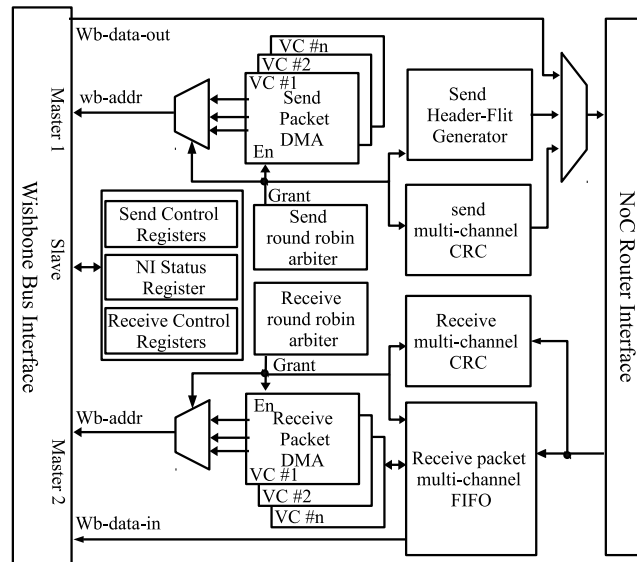 Wb-data-out
VC #n
VC #2
VC #1
Send
Packet
DMA
En
wb-addr
Master 1
Send
Header-Flit
Generator
Grant
Send
round robin
arbiter
send
multi-channel
CRC
Wishbone Bus Interface
Slave
Send Control
Registers
NI Status
Register
Receive Control
Registers
NoC Router Interface
Receive
round robin
arbiter
Grant
Receive
multi-channel
CRC
Wb-addr
Master 2
En
Receive
Packet
DMA
VC #1
VC #2
VC #n
Receive packet
multi-channel
FIFO
Wb-data-in